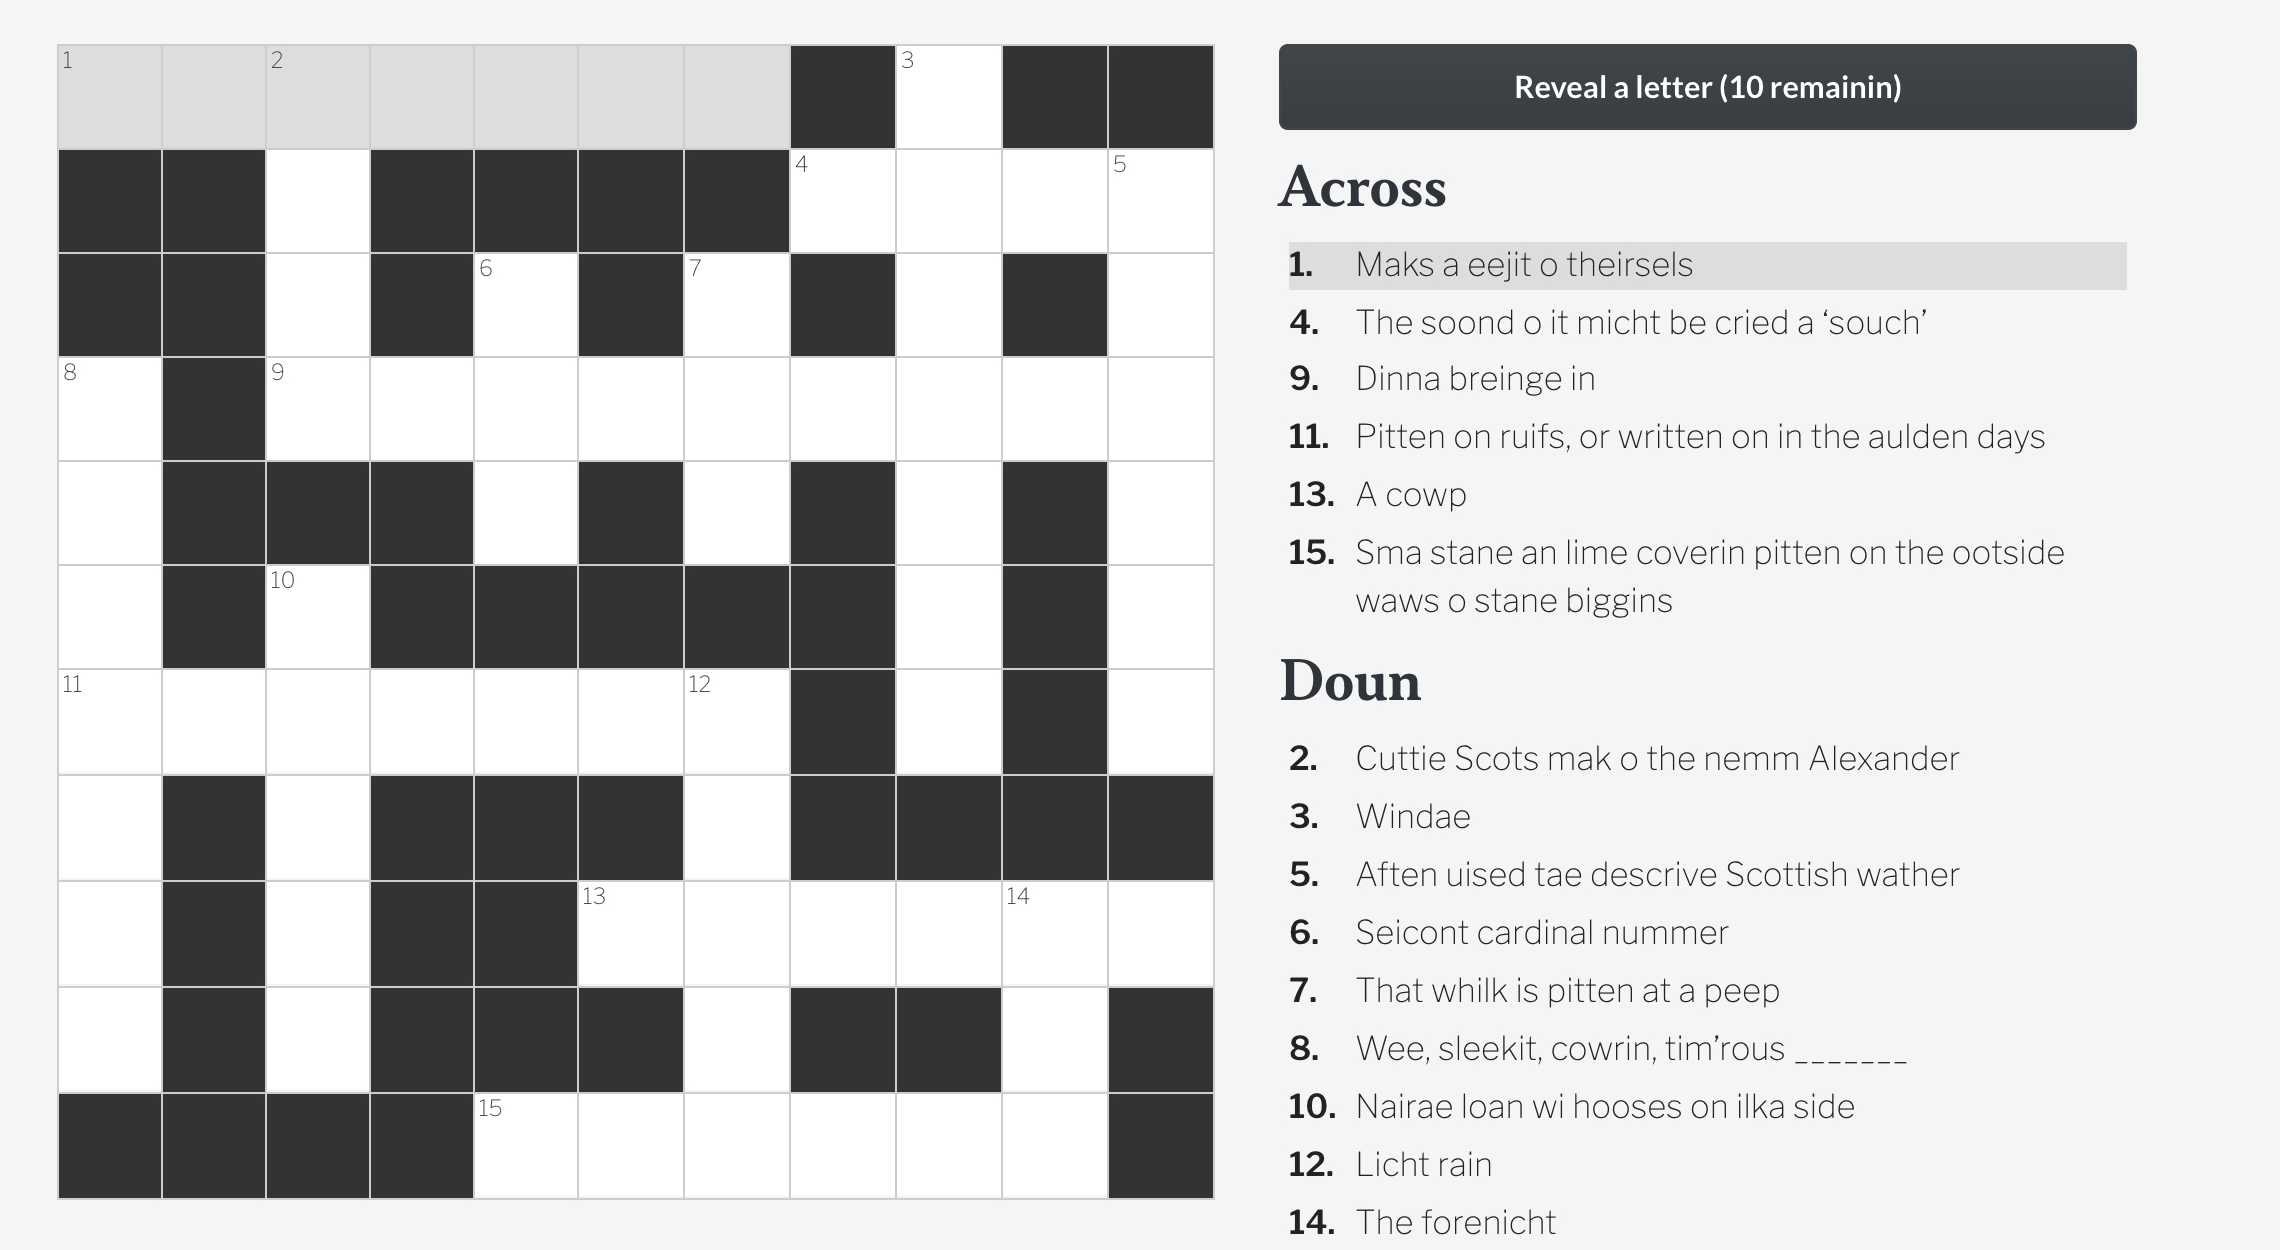 1 2 3
4 5
6 7
8 9
10
11 12
13 14
15
Reveal a letter (10 remainin)
Across
1. Maks a eejit o theirsels
4. The soond o it micht be cried a ‘souch’
9. Dinna breinge in
11. Pitten on ruifs, or written on in the aulden days
13. A cowp
15. Sma stane an lime coverin pitten on the ootside
waws o stane biggins
Doun
2. Cuttie Scots mak o the nemm Alexander
3. Windae
5. Aften uised tae descrive Scottish wather
6. Seicont cardinal nummer
7. That whilk is pitten at a peep
8. Wee, sleekit, cowrin, tim’rous _______
10. Nairae loan wi hooses on ilka side
12. Licht rain
14. The forenicht